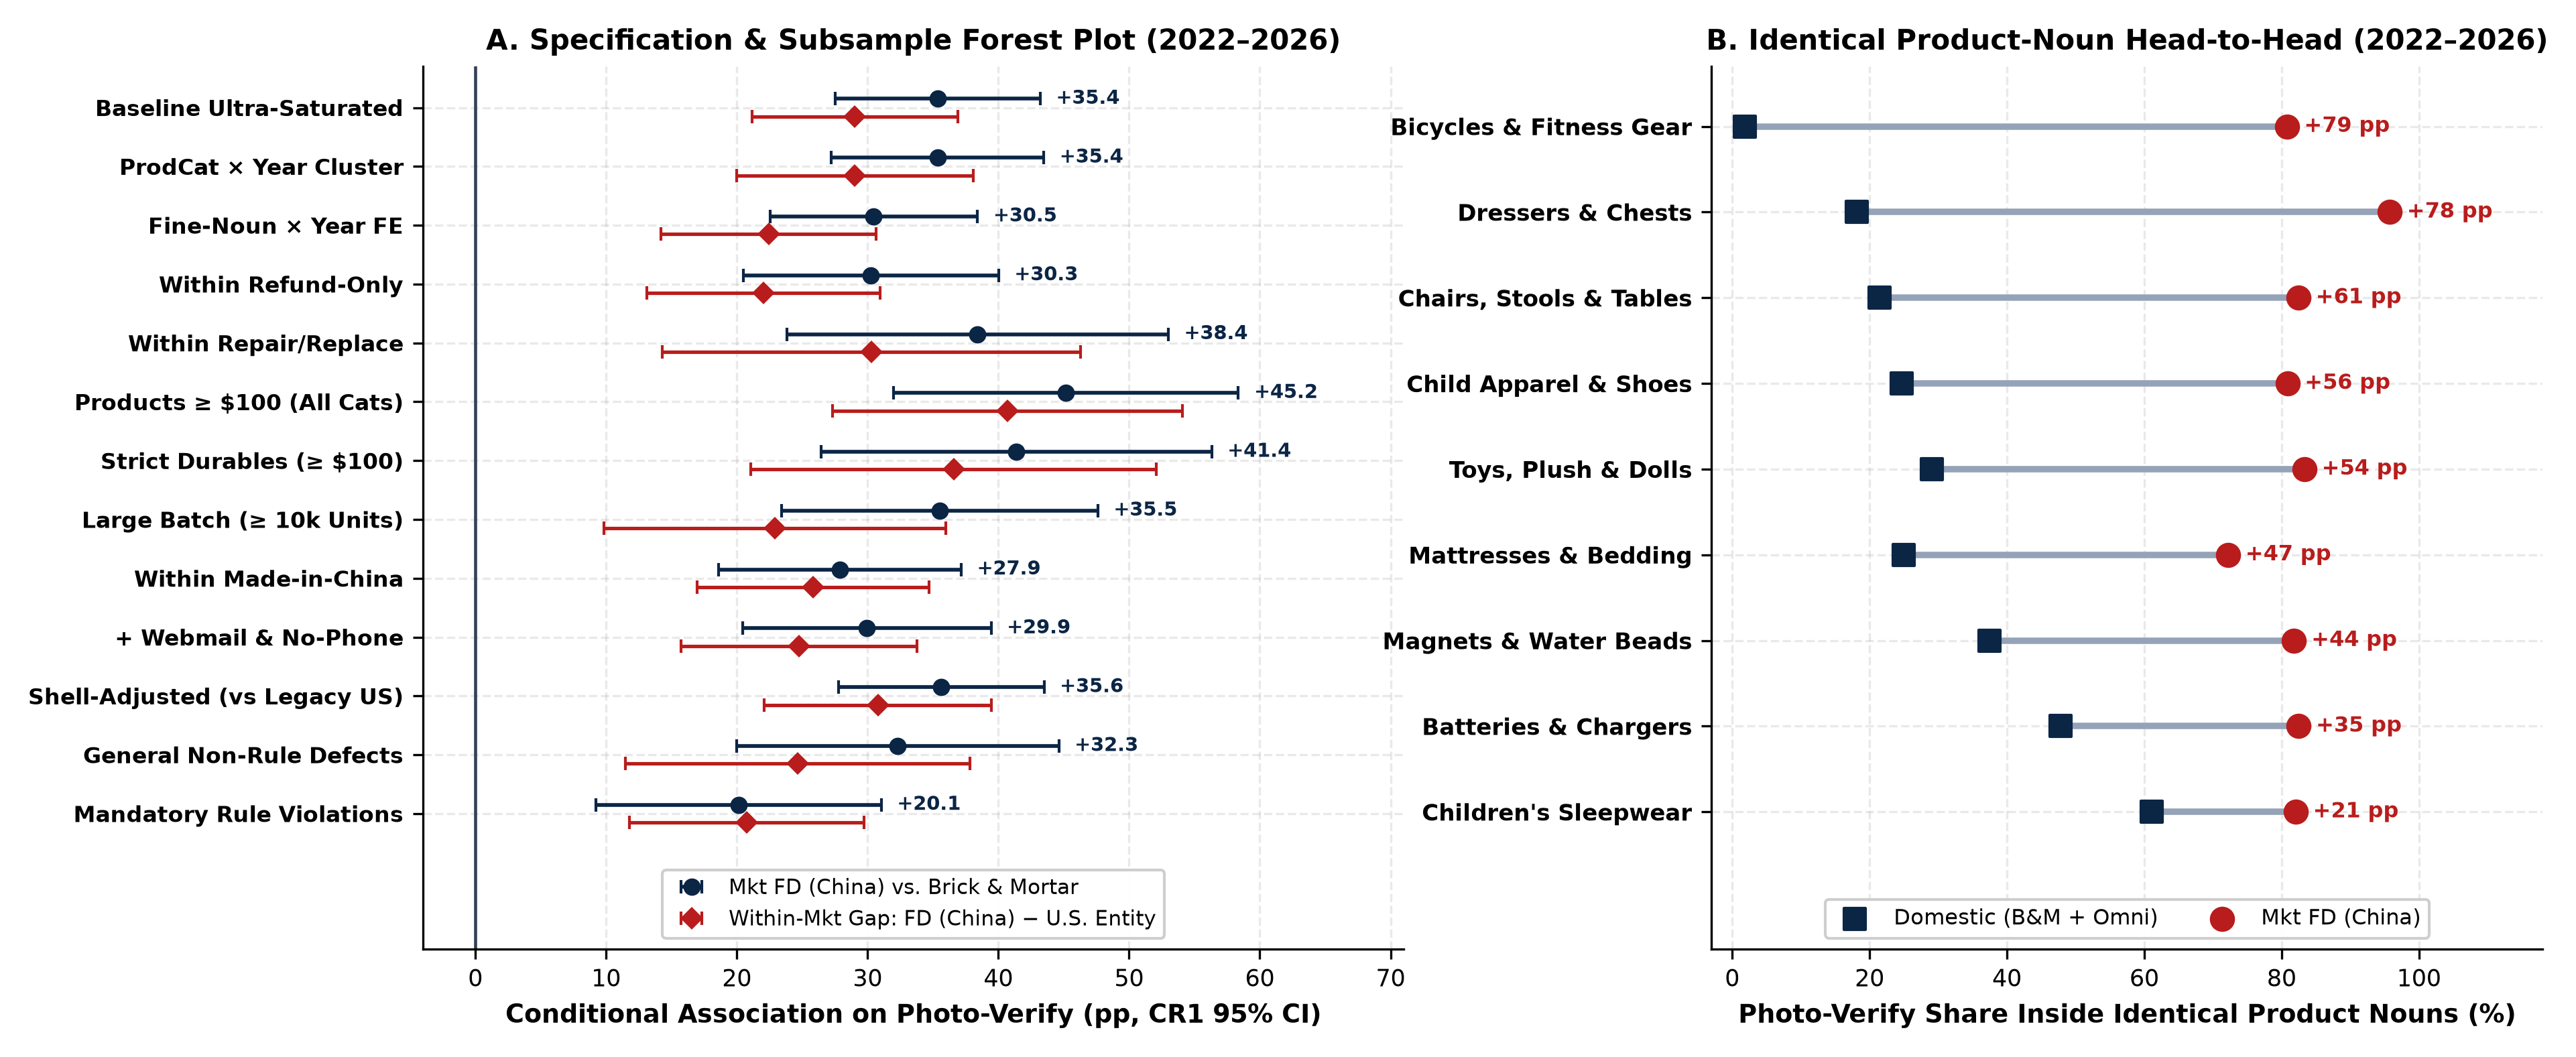 A. Specification & Subsample Forest Plot (2022–2026)
Baseline Ultra-Saturated
+35.4
ProdCat × Year Cluster
+35.4
Fine-Noun × Year FE
+30.5
Within Refund-Only
+30.3
Within Repair/Replace
+38.4
Products ≥ $100 (All Cats)
+45.2
Strict Durables (≥ $100)
+41.4
Large Batch (≥ 10k Units)
+35.5
Within Made-in-China
+27.9
+ Webmail & No-Phone
+29.9
Shell-Adjusted (vs Legacy US)
+35.6
General Non-Rule Defects
+32.3
Mandatory Rule Violations
+20.1
Mkt FD (China) vs. Brick & Mortar
Within-Mkt Gap: FD (China) − U.S. Entity
0 10 20 30 40 50 60 70
Conditional Association on Photo-Verify (pp, CR1 95% CI)
B. Identical Product-Noun Head-to-Head (2022–2026)
Bicycles & Fitness Gear
+79 pp
Dressers & Chests
+78 pp
Chairs, Stools & Tables
+61 pp
Child Apparel & Shoes
+56 pp
Toys, Plush & Dolls
+54 pp
Mattresses & Bedding
+47 pp
Magnets & Water Beads
+44 pp
Batteries & Chargers
+35 pp
Children's Sleepwear
+21 pp
Domestic (B&M + Omni)
Mkt FD (China)
0 20 40 60 80 100
Photo-Verify Share Inside Identical Product Nouns (%)